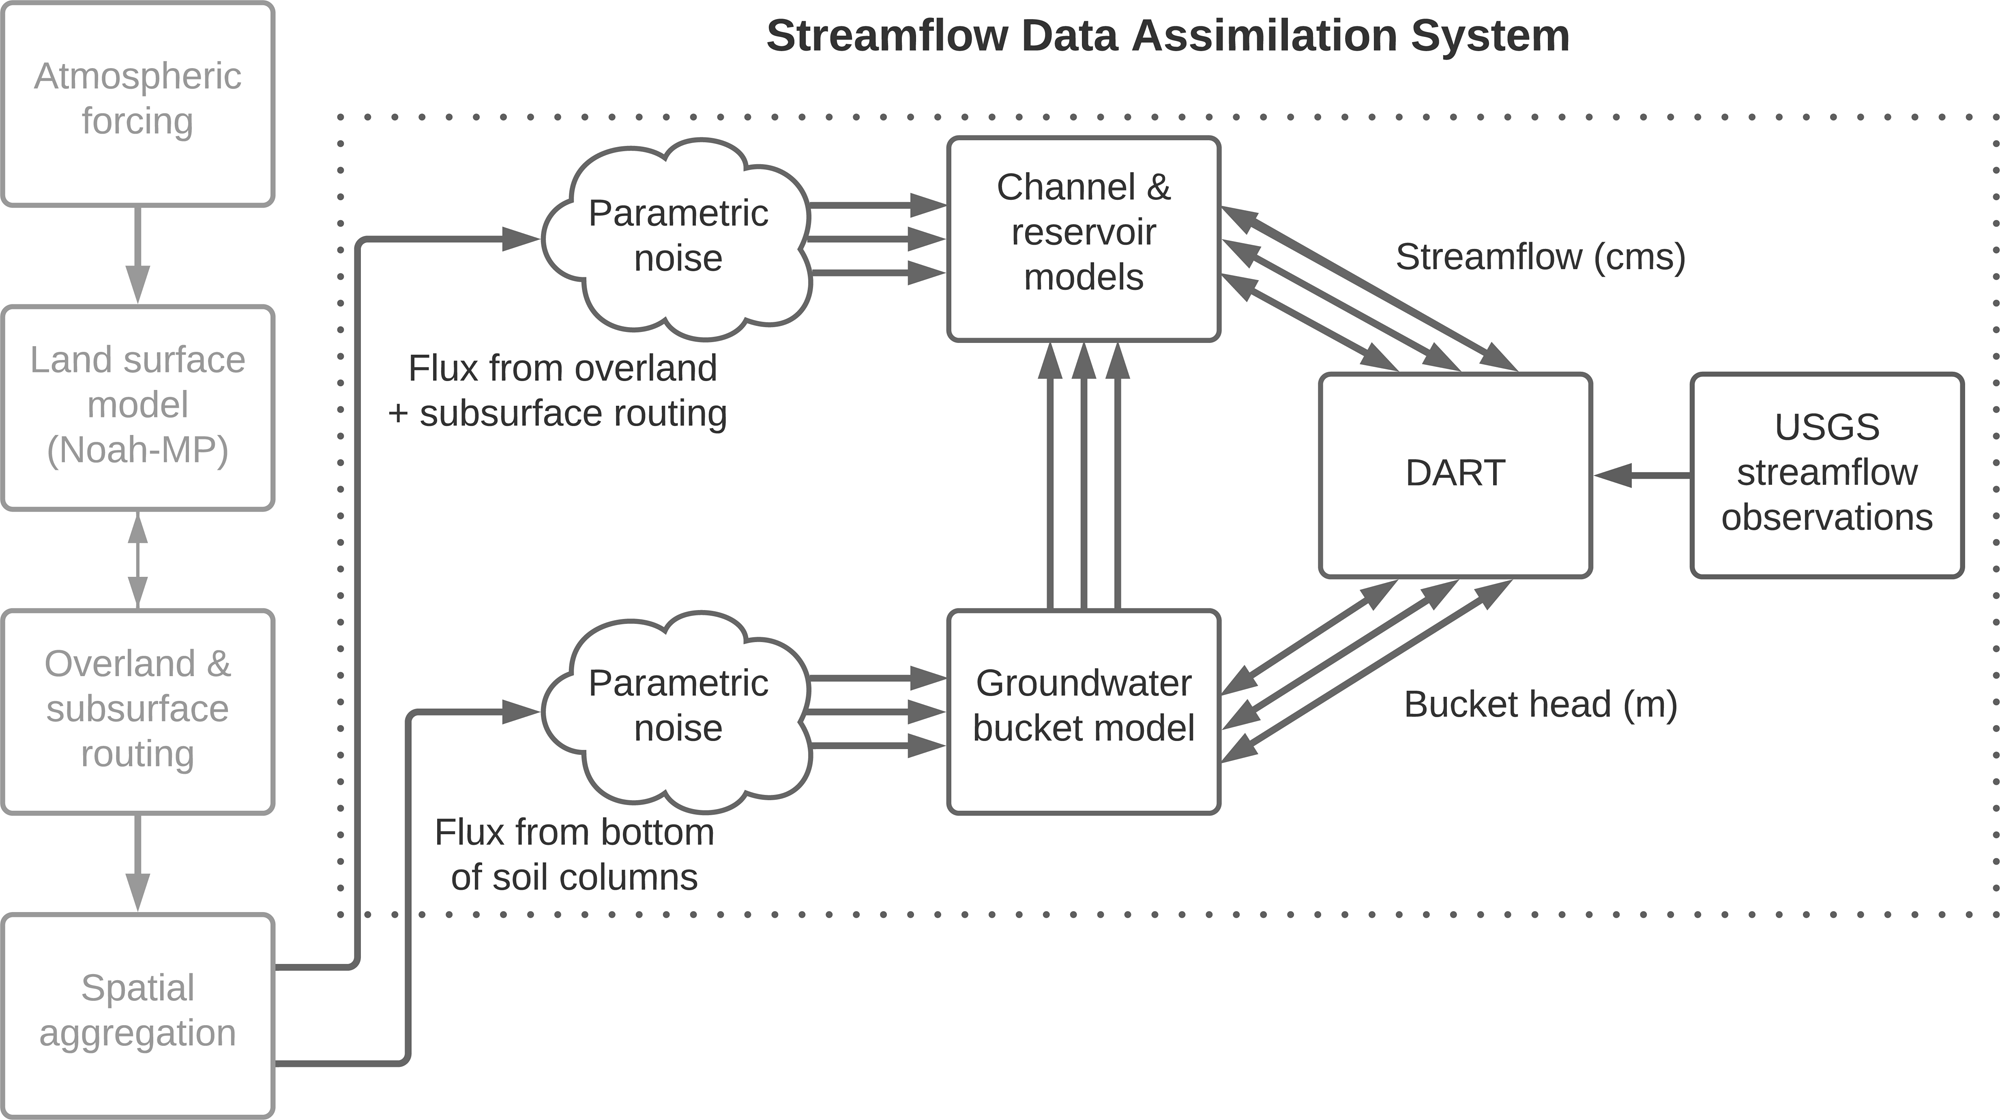 Streamflow Data Assimilation System
Atmospheric
forcing
Land surface
model
(Noah-MP)
Overland &
subsurface
routing
Spatial
aggregation
Parametric
noise
Flux from overland
+ subsurface routing
Parametric
noise
Flux from bottom
of soil columns
Channel &
reservoir
models
Groundwater
bucket model
Streamflow (cms)
DART
Bucket head (m)
USGS
streamflow
observations